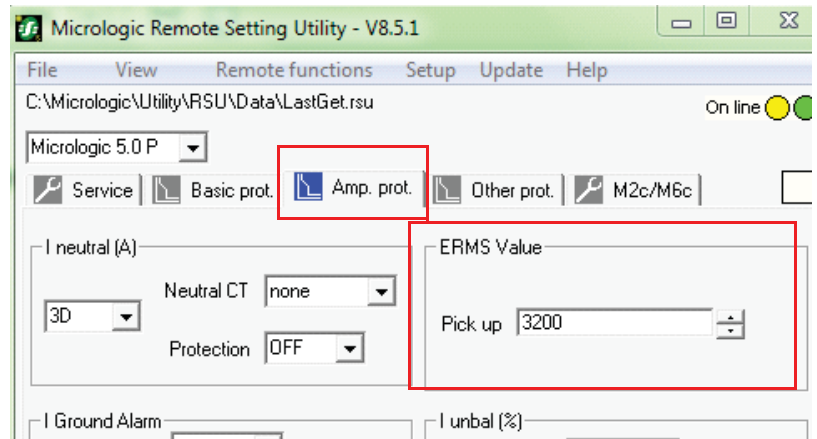 Micrologic Remote Setting Utility - V8.5.1
File View Remote functions Setup Update Help
C:\Micrologic\Utility\RSU\Data\LastGet.rsu
On line
Micrologic 5.0 P
Service Basic prot. Amp. prot. Other prot. M2c/M6c
I neutral (A)
Neutral CT none
3D
Protection OFF
ERMS Value
Pick up 3200
I Ground Alarm
I unbal (%)